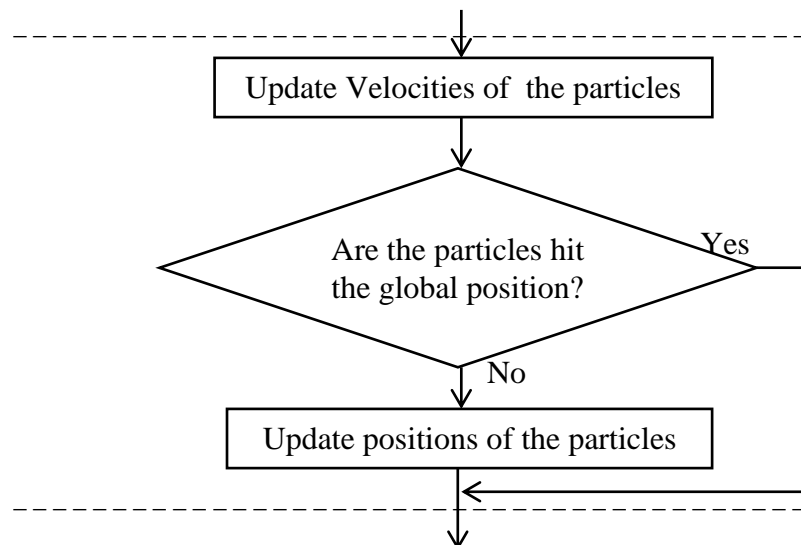 Update Velocities of the particles
Are the particles hit
the global position?
Yes
No
Update positions of the particles